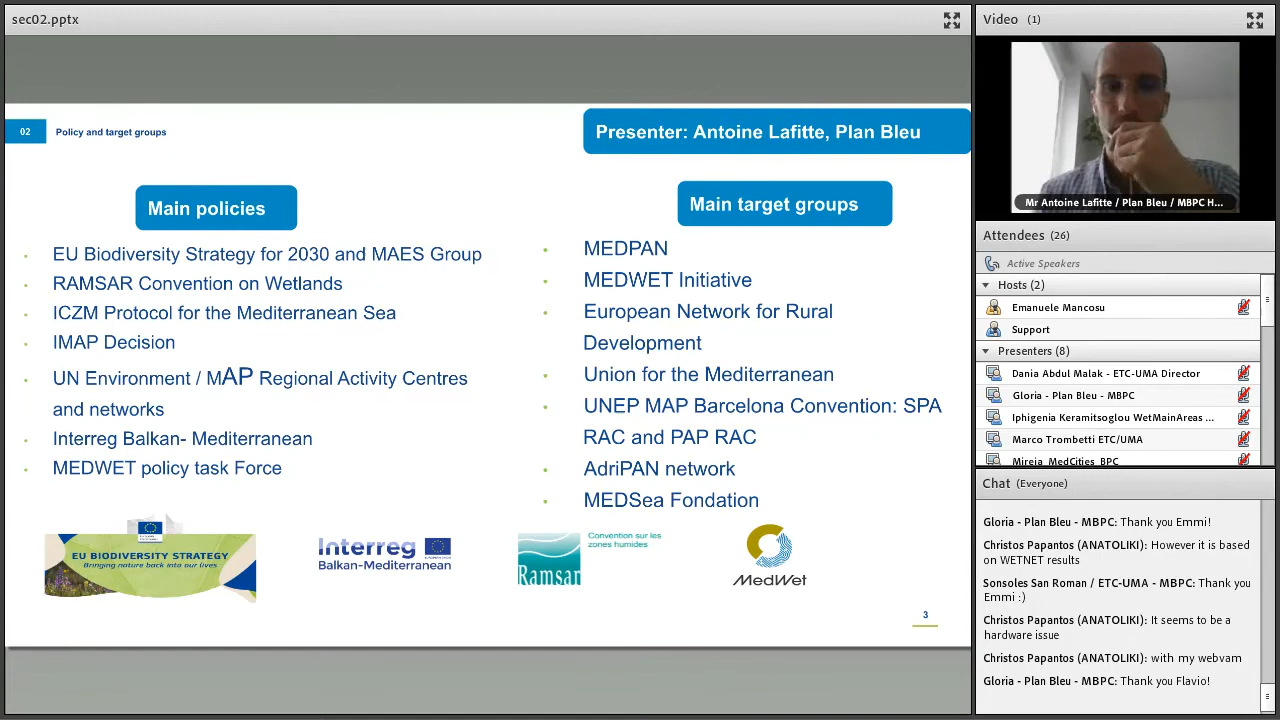 sec02.pptx
02
Policy and target groups
Presenter: Antoine Lafitte, Plan Bleu
Main policies
EU Biodiversity Strategy for 2030 and MAES Group
RAMSAR Convention on Wetlands
ICZM Protocol for the Mediterranean Sea
IMAP Decision
UN Environment / MAP Regional Activity Centres
and networks
Interreg Balkan- Mediterranean
MEDWET policy task Force
Main target groups
MEDPAN
MEDWET Initiative
European Network for Rural
Development
Union for the Mediterranean
UNEP MAP Barcelona Convention: SPA
RAC and PAP RAC
AdriPAN network
MEDSea Fondation
EU BIODIVERSITY STRATEGY
Bringing nature back into our lives
Interreg
Balkan-Mediterranean
Convention sur les
zones humides
Ramsar
MedWet
3
Video (1)
Mr Antoine Lafitte / Plan Bleu / MBPC H...
Attendees (26)
Active Speakers
Hosts (2)
Emanuele Mancosu
Support
Presenters (8)
Dania Abdul Malak - ETC-UMA Director
Gloria - Plan Bleu - MBPC
Iphigenia Keramitsoglou WetMainAreas ...
Marco Trombetti ETC/UMA
Mireia_MedCities_BPC
Chat (Everyone)
Gloria - Plan Bleu - MBPC: Thank you Emmi!
Christos Papantos (ANATOLIKI): However it is based
on WETNET results
Sonsoles San Roman / ETC-UMA - MBPC: Thank you
Emmi :)
Christos Papantos (ANATOLIKI): It seems to be a
hardware issue
Christos Papantos (ANATOLIKI): with my webvam
Gloria - Plan Bleu - MBPC: Thank you Flavio!